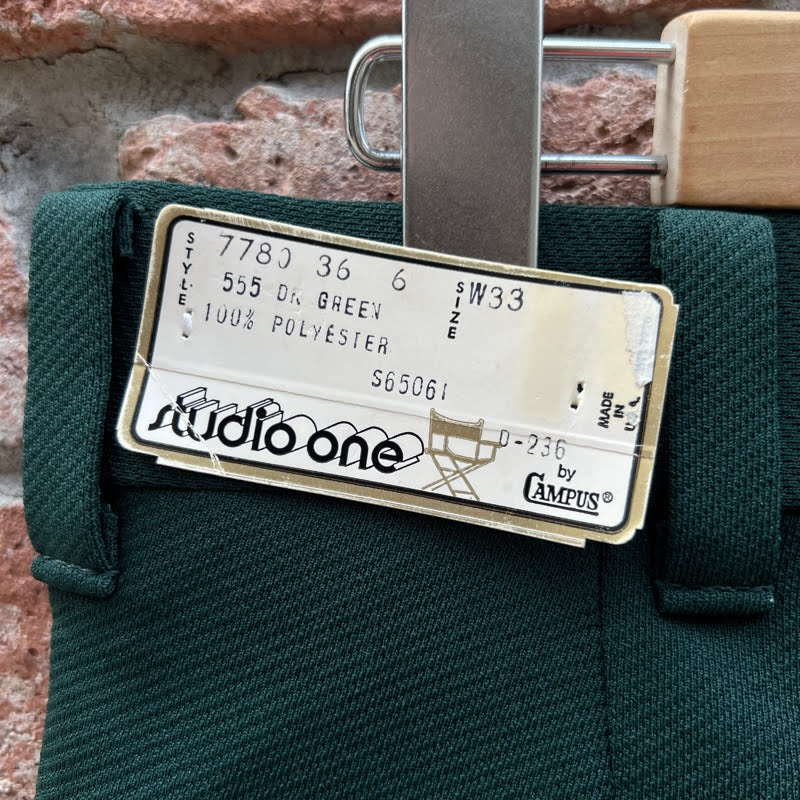 STYLE 7780 36 6 SIZE W33
555 DK GREEN
100% POLYESTER
S65061
MADE IN U.S.A.
studio one
D-236
by
CAMPUS®